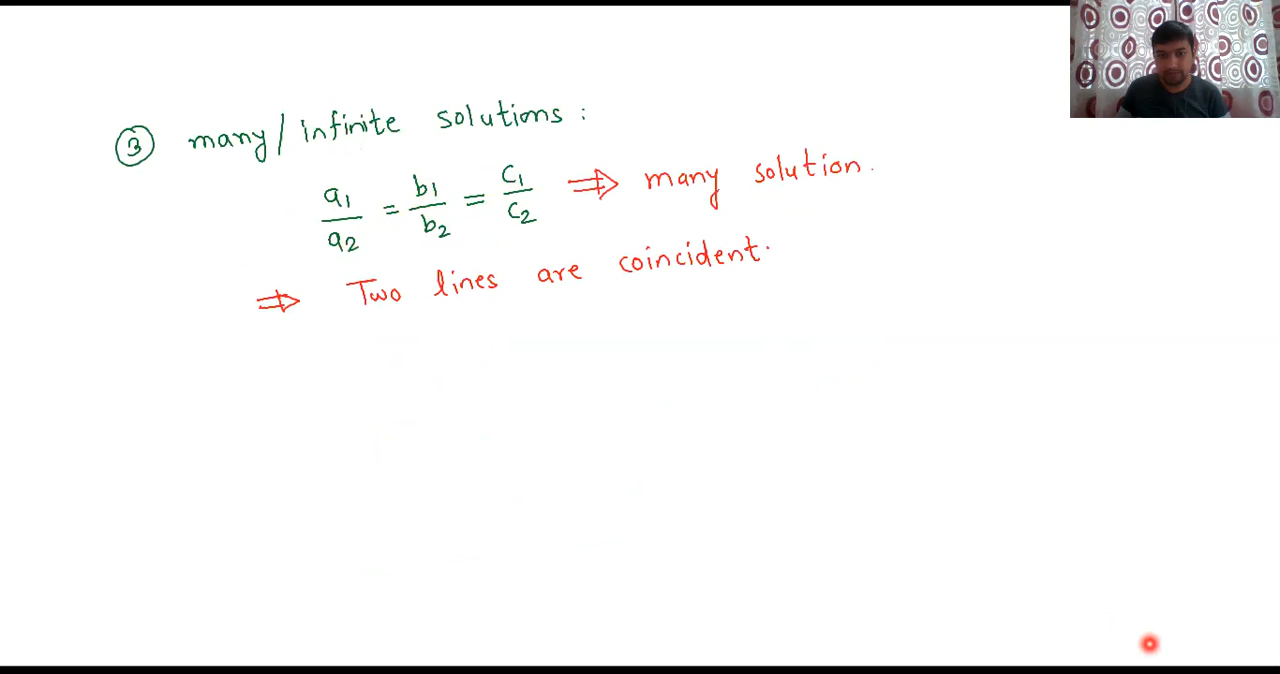 ③ many/infinite solutions :
a1/a2 = b1/b2 = c1/c2 ⇒ many solution.
⇒ Two lines are coincident.